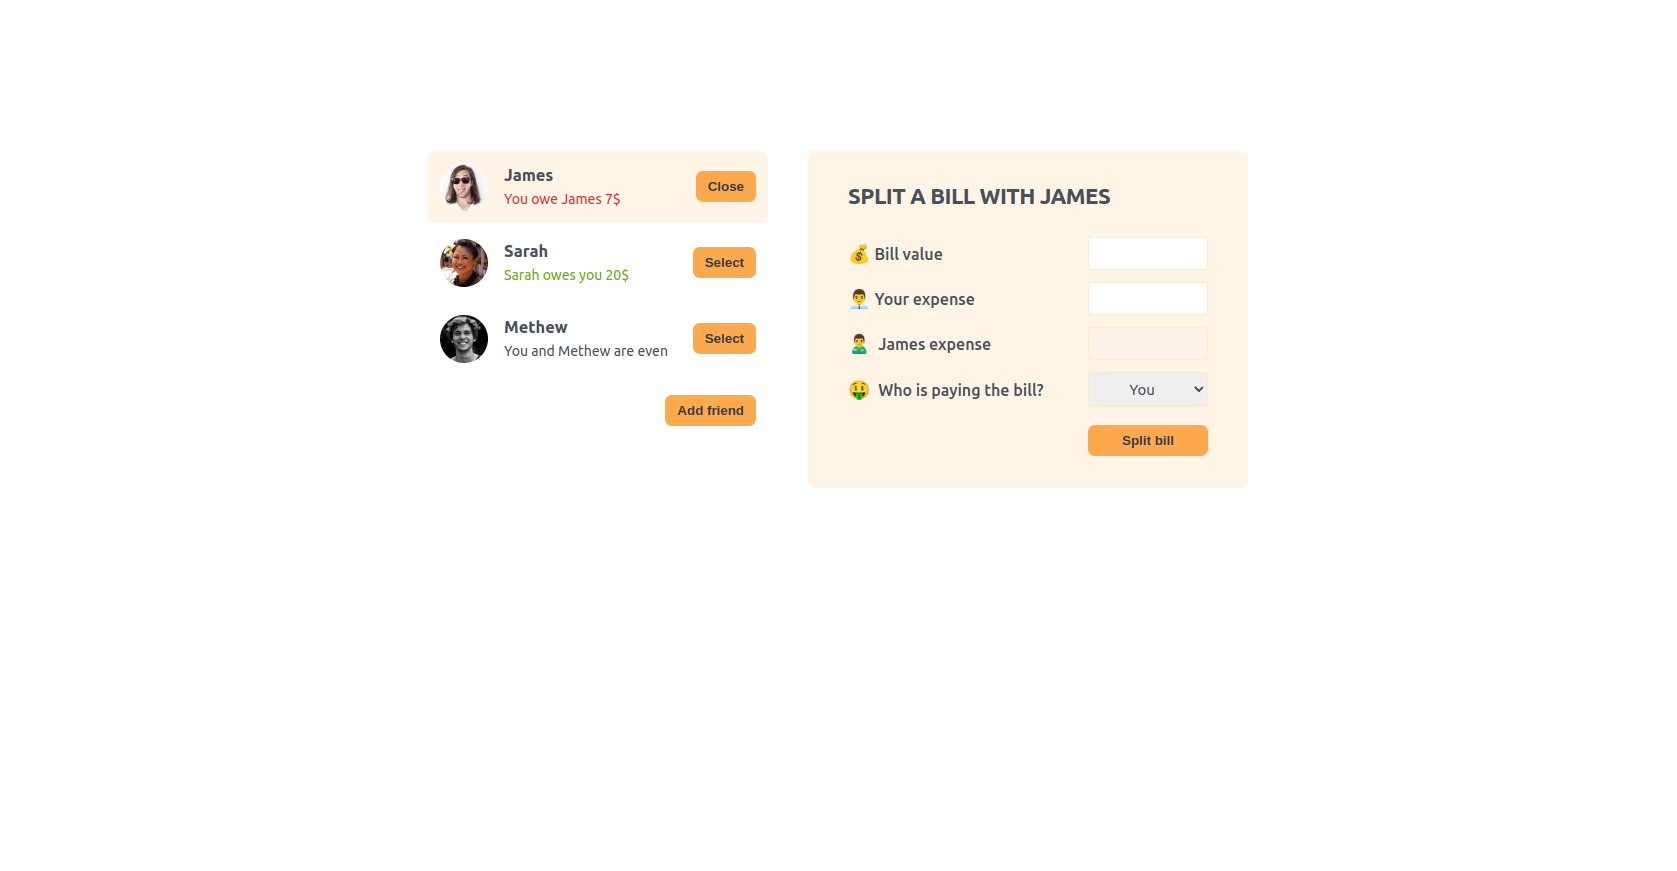 James
You owe James 7$
Close
Sarah
Sarah owes you 20$
Select
Methew
You and Methew are even
Select
Add friend
SPLIT A BILL WITH JAMES
💰 Bill value
👨‍💼 Your expense
🙎‍♂️ James expense
🤑 Who is paying the bill?
You
Split bill